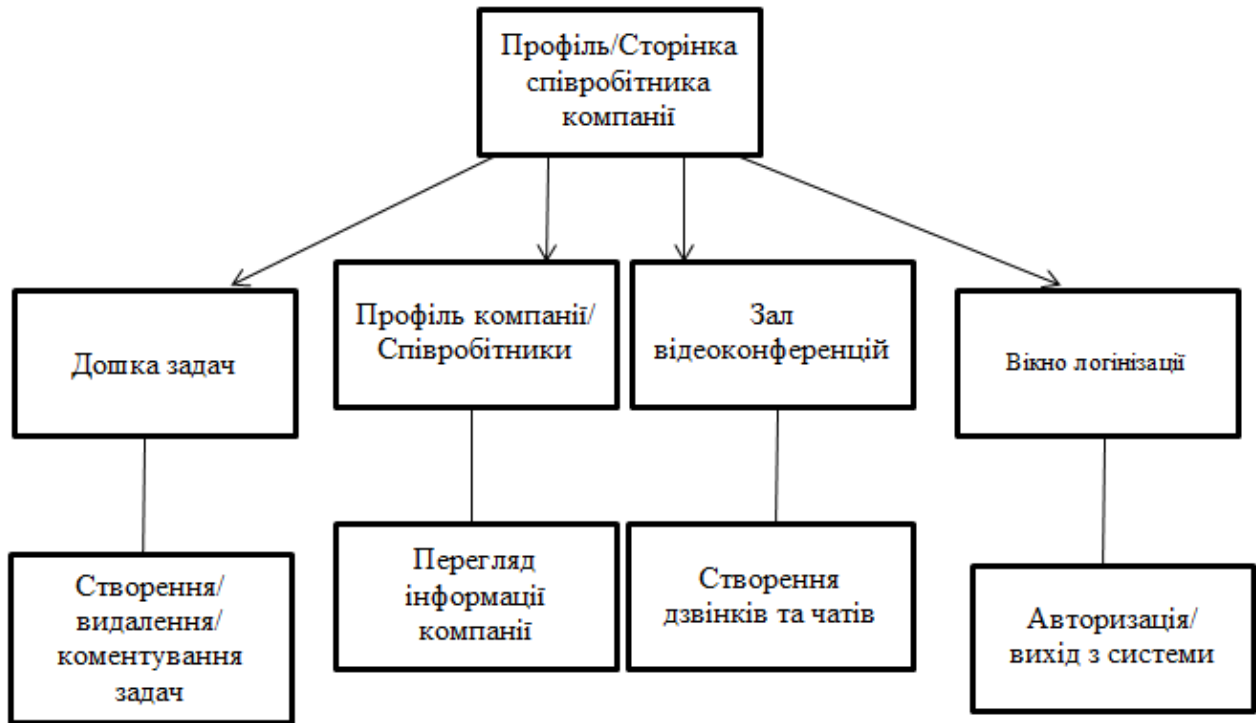 Профіль/Сторінка
співробітника
компанії
Дошка задач
Профіль компанії/
Співробітники
Зал
відеоконференцій
Вікно логінізації
Створення/
видалення/
коментування
задач
Перегляд
інформації
компанії
Створення
дзвінків та чатів
Авторизація/
вихід з системи